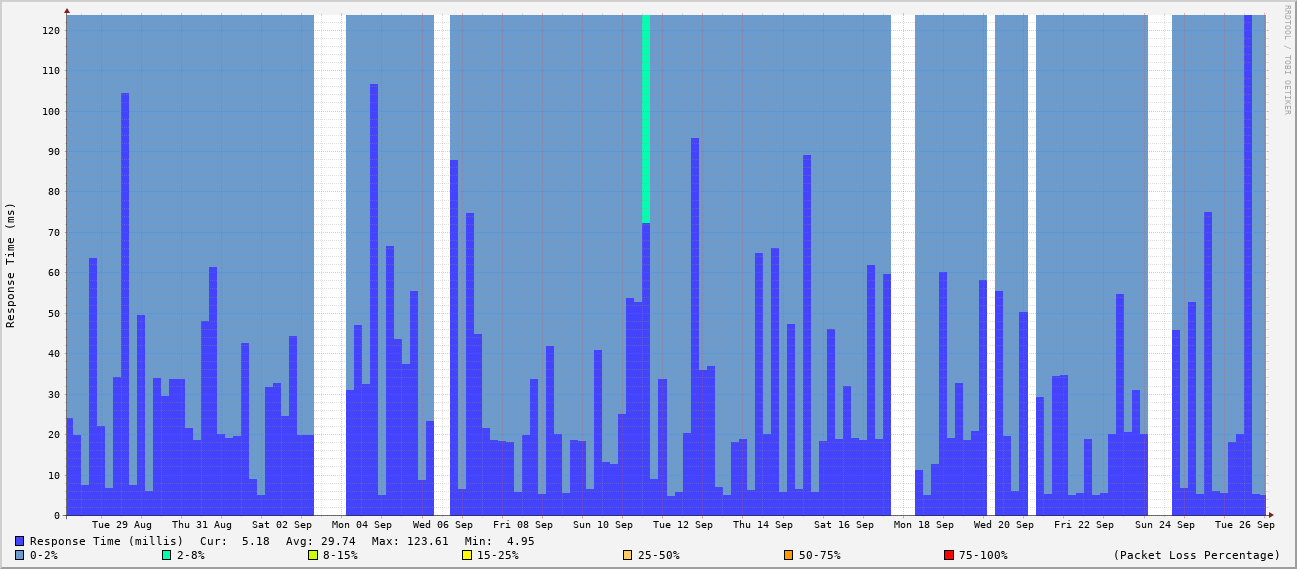 RRDTOOL / TOBI OETIKER
Response Time (ms)
120
110
100
90
80
70
60
50
40
30
20
10
0
Tue 29 Aug Thu 31 Aug Sat 02 Sep Mon 04 Sep Wed 06 Sep Fri 08 Sep Sun 10 Sep Tue 12 Sep Thu 14 Sep Sat 16 Sep Mon 18 Sep Wed 20 Sep Fri 22 Sep Sun 24 Sep Tue 26 Sep
Response Time (millis) Cur: 5.18 Avg: 29.74 Max: 123.61 Min: 4.95
0-2% 2-8% 8-15% 15-25% 25-50% 50-75% 75-100% (Packet Loss Percentage)